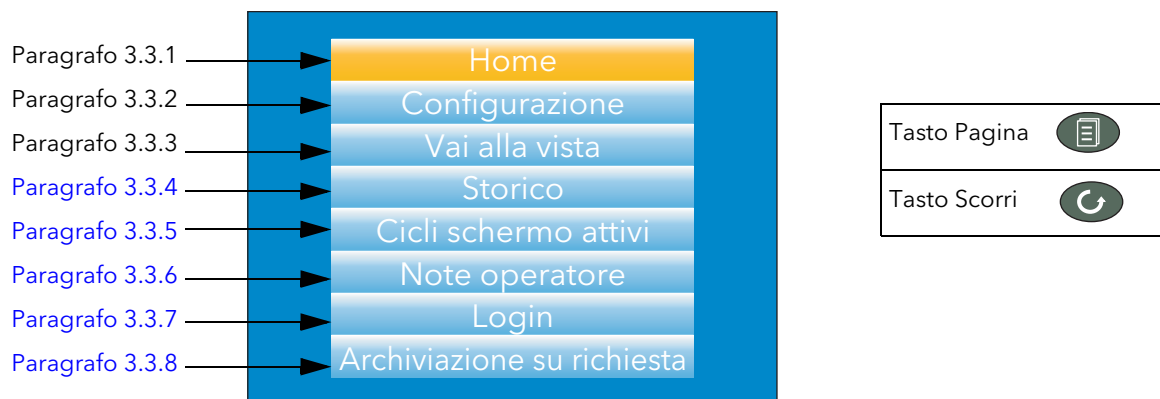 Paragrafo 3.3.1 Home
Paragrafo 3.3.2 Configurazione
Paragrafo 3.3.3 Vai alla vista
Paragrafo 3.3.4 Storico
Paragrafo 3.3.5 Cicli schermo attivi
Paragrafo 3.3.6 Note operatore
Paragrafo 3.3.7 Login
Paragrafo 3.3.8 Archiviazione su richiesta
Tasto Pagina
Tasto Scorri